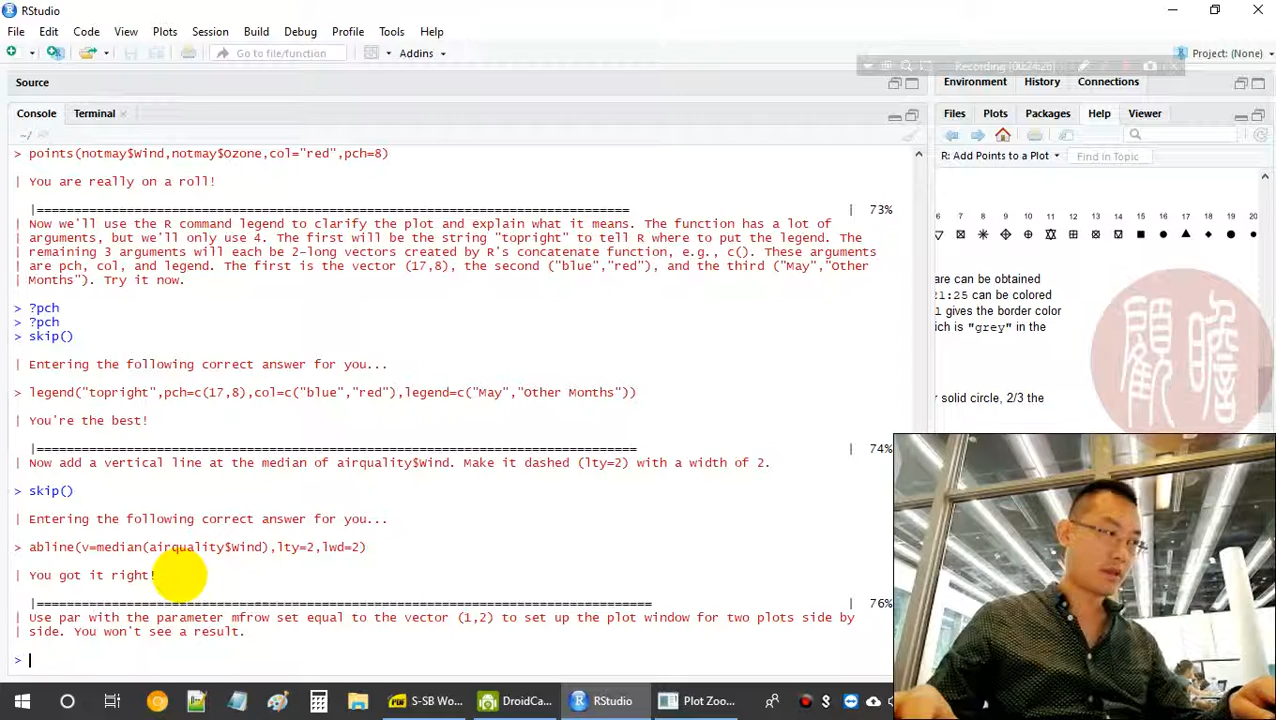 RStudio
File Edit Code View Plots Session Build Debug Profile Tools Help
Go to file/function Addins Project: (None)
Recording [00:24:26]
Source
Environment History Connections
Console Terminal
Files Plots Packages Help Viewer
~/
R: Add Points to a Plot Find in Topic
> points(notmay$Wind,notmay$Ozone,col="red",pch=8)
| You are really on a roll!
|=============================================================================== | 73%
| Now we'll use the R command legend to clarify the plot and explain what it means. The function has a lot of
| arguments, but we'll only use 4. The first will be the string "topright" to tell R where to put the legend. The
| remaining 3 arguments will each be 2-long vectors created by R's concatenate function, e.g., c(). These arguments
| are pch, col, and legend. The first is the vector (17,8), the second ("blue","red"), and the third ("May","Other
| Months"). Try it now.
> ?pch
> ?pch
> skip()
| Entering the following correct answer for you...
> legend("topright",pch=c(17,8),col=c("blue","red"),legend=c("May","Other Months"))
| You're the best!
|================================================================================ | 74%
| Now add a vertical line at the median of airquality$Wind. Make it dashed (lty=2) with a width of 2.
> skip()
| Entering the following correct answer for you...
> abline(v=median(airquality$Wind),lty=2,lwd=2)
| You got it right!
|================================================================================== | 76%
| Use par with the parameter mfrow set equal to the vector (1,2) to set up the plot window for two plots side by
| side. You won't see a result.
>
6 7 8 9 10 11 12 13 14 15 16 17 18 19 20
are can be obtained
21:25 can be colored
l gives the border color
hich is "grey" in the
r solid circle, 2/3 the
顧瞻
S-SB Wo... DroidCa... RStudio Plot Zoo...